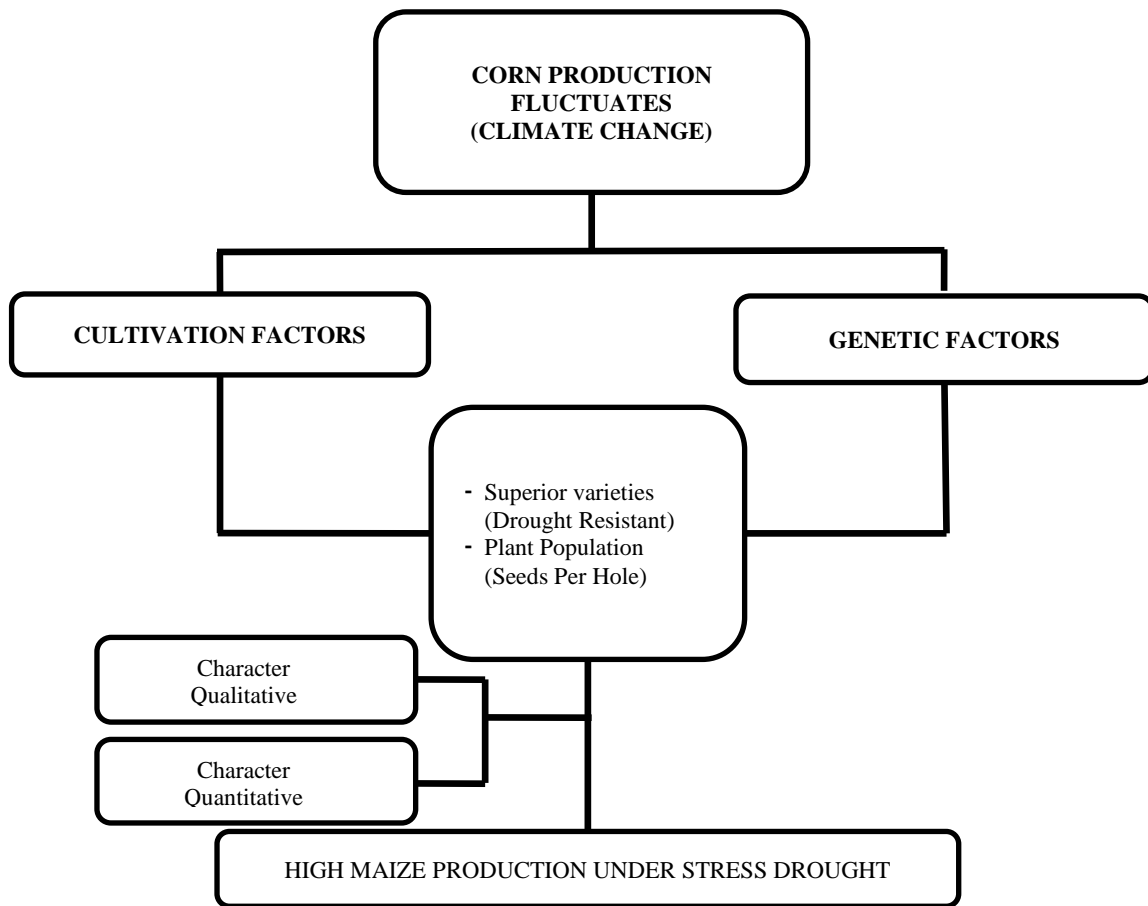 CORN PRODUCTION
FLUCTUATES
(CLIMATE CHANGE)
CULTIVATION FACTORS
GENETIC FACTORS
- Superior varieties
(Drought Resistant)
- Plant Population
(Seeds Per Hole)
Character
Qualitative
Character
Quantitative
HIGH MAIZE PRODUCTION UNDER STRESS DROUGHT